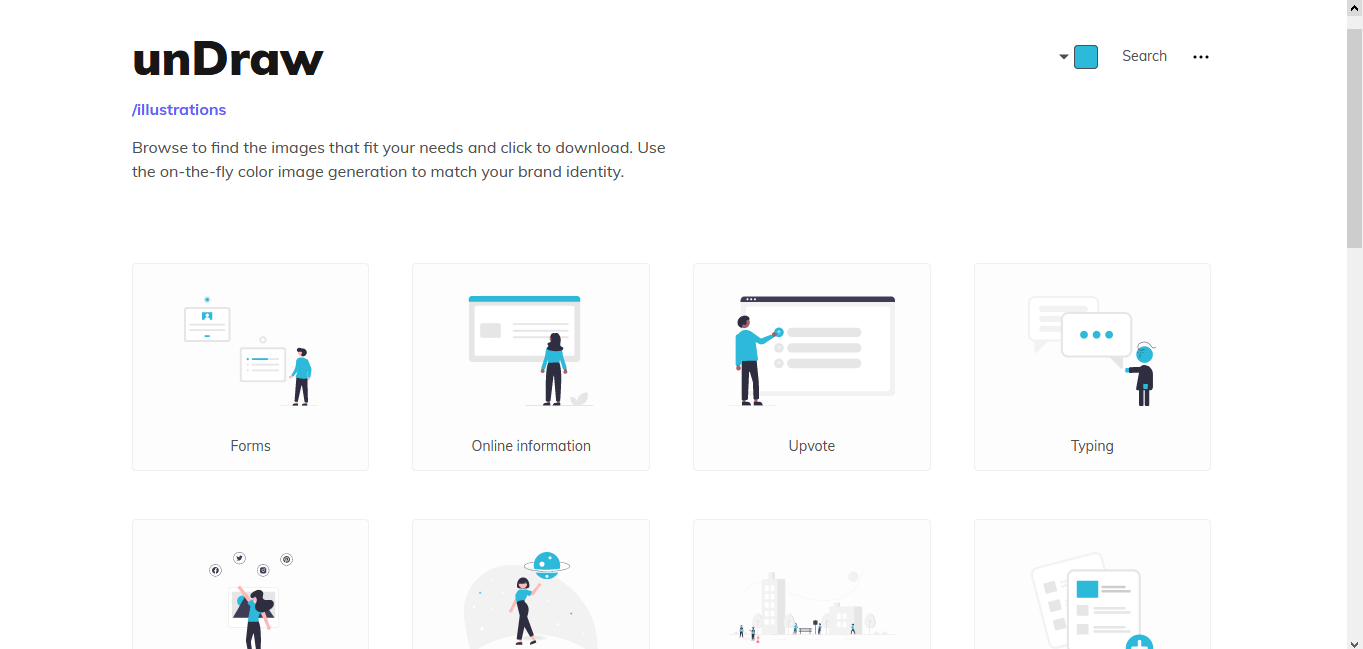 unDraw
Search
/illustrations
Browse to find the images that fit your needs and click to download. Use
the on-the-fly color image generation to match your brand identity.
Forms
Online information
Upvote
Typing